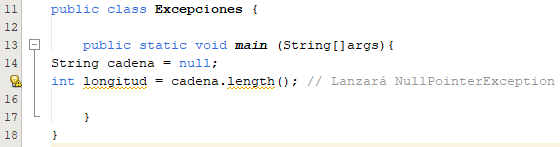 11 public class Excepciones {
12
13 public static void main (String[]args){
14 String cadena = null;
int longitud = cadena.length(); // Lanzará NullPointerException
16
17 }
18 }